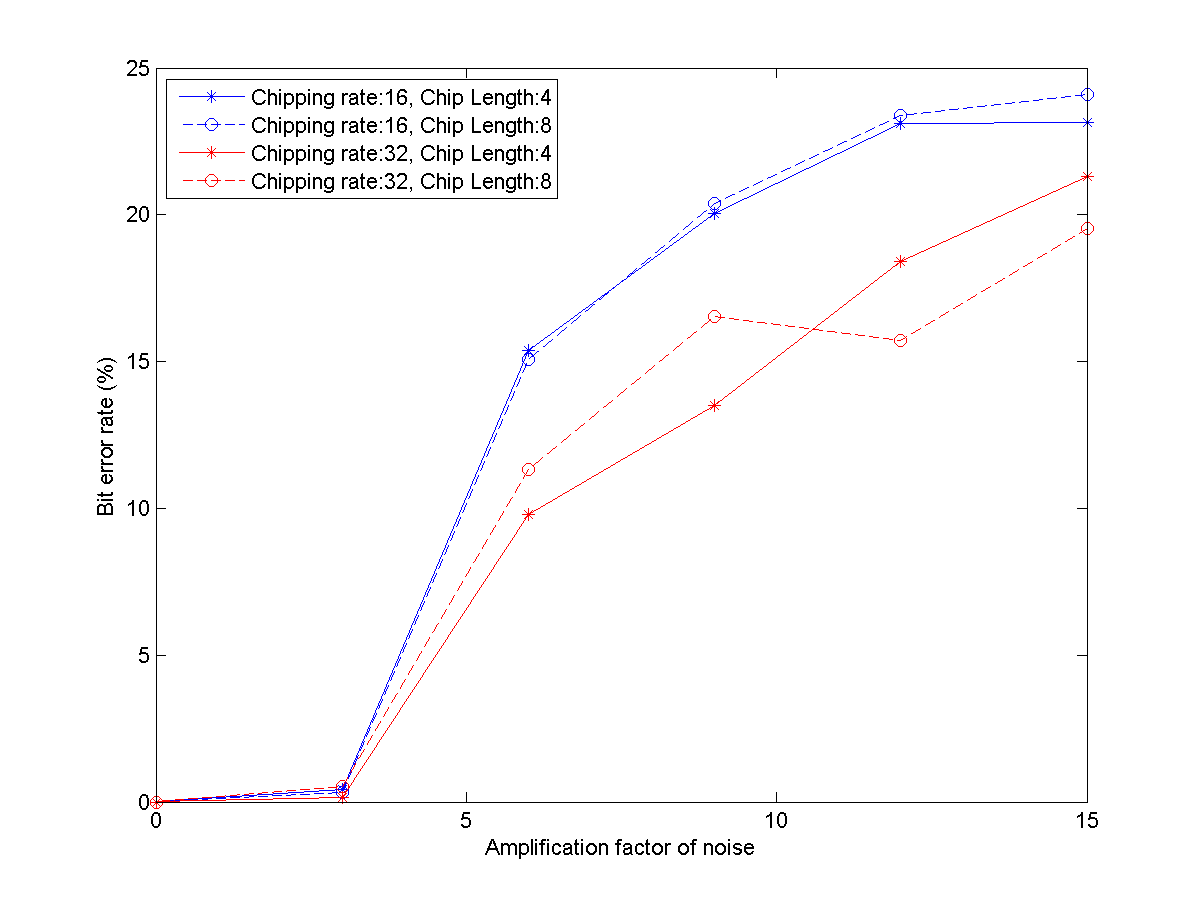 25
Chipping rate:16, Chip Length:4
Chipping rate:16, Chip Length:8
Chipping rate:32, Chip Length:4
Chipping rate:32, Chip Length:8
20
15
Bit error rate (%)
10
5
0
0 5 10 15
Amplification factor of noise